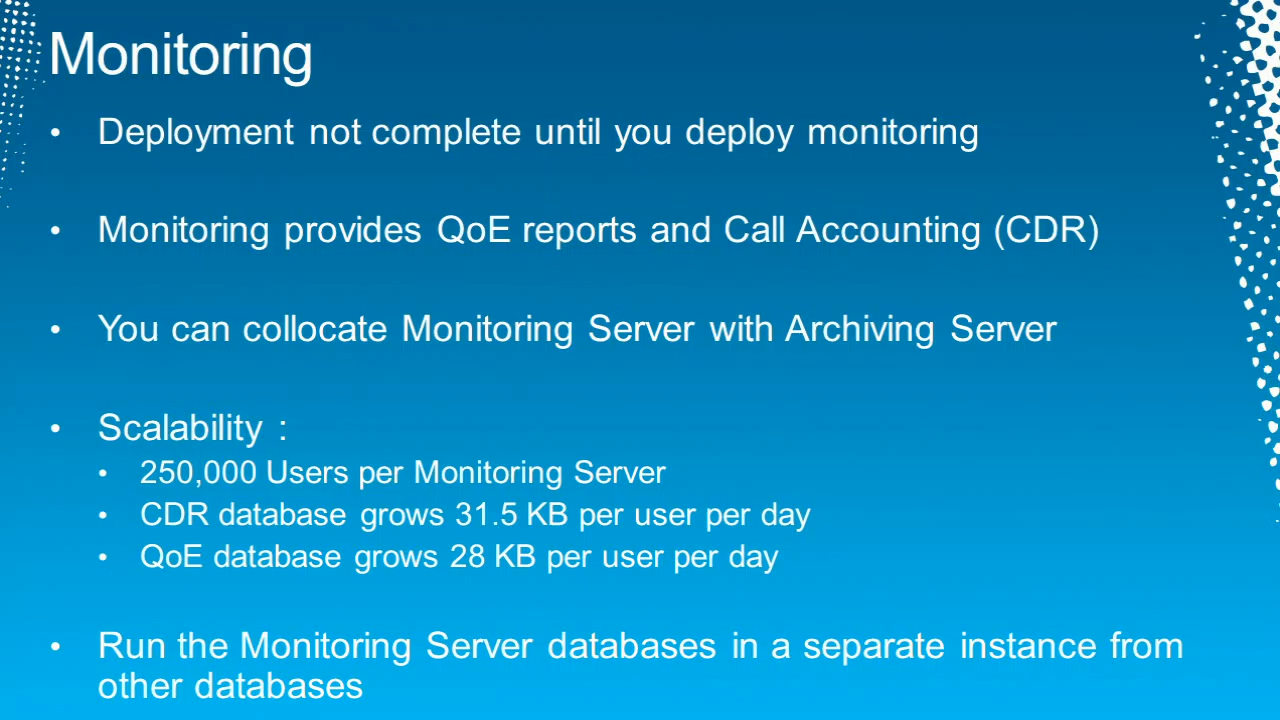 Monitoring
• Deployment not complete until you deploy monitoring
• Monitoring provides QoE reports and Call Accounting (CDR)
• You can collocate Monitoring Server with Archiving Server
• Scalability :
• 250,000 Users per Monitoring Server
• CDR database grows 31.5 KB per user per day
• QoE database grows 28 KB per user per day
• Run the Monitoring Server databases in a separate instance from
other databases